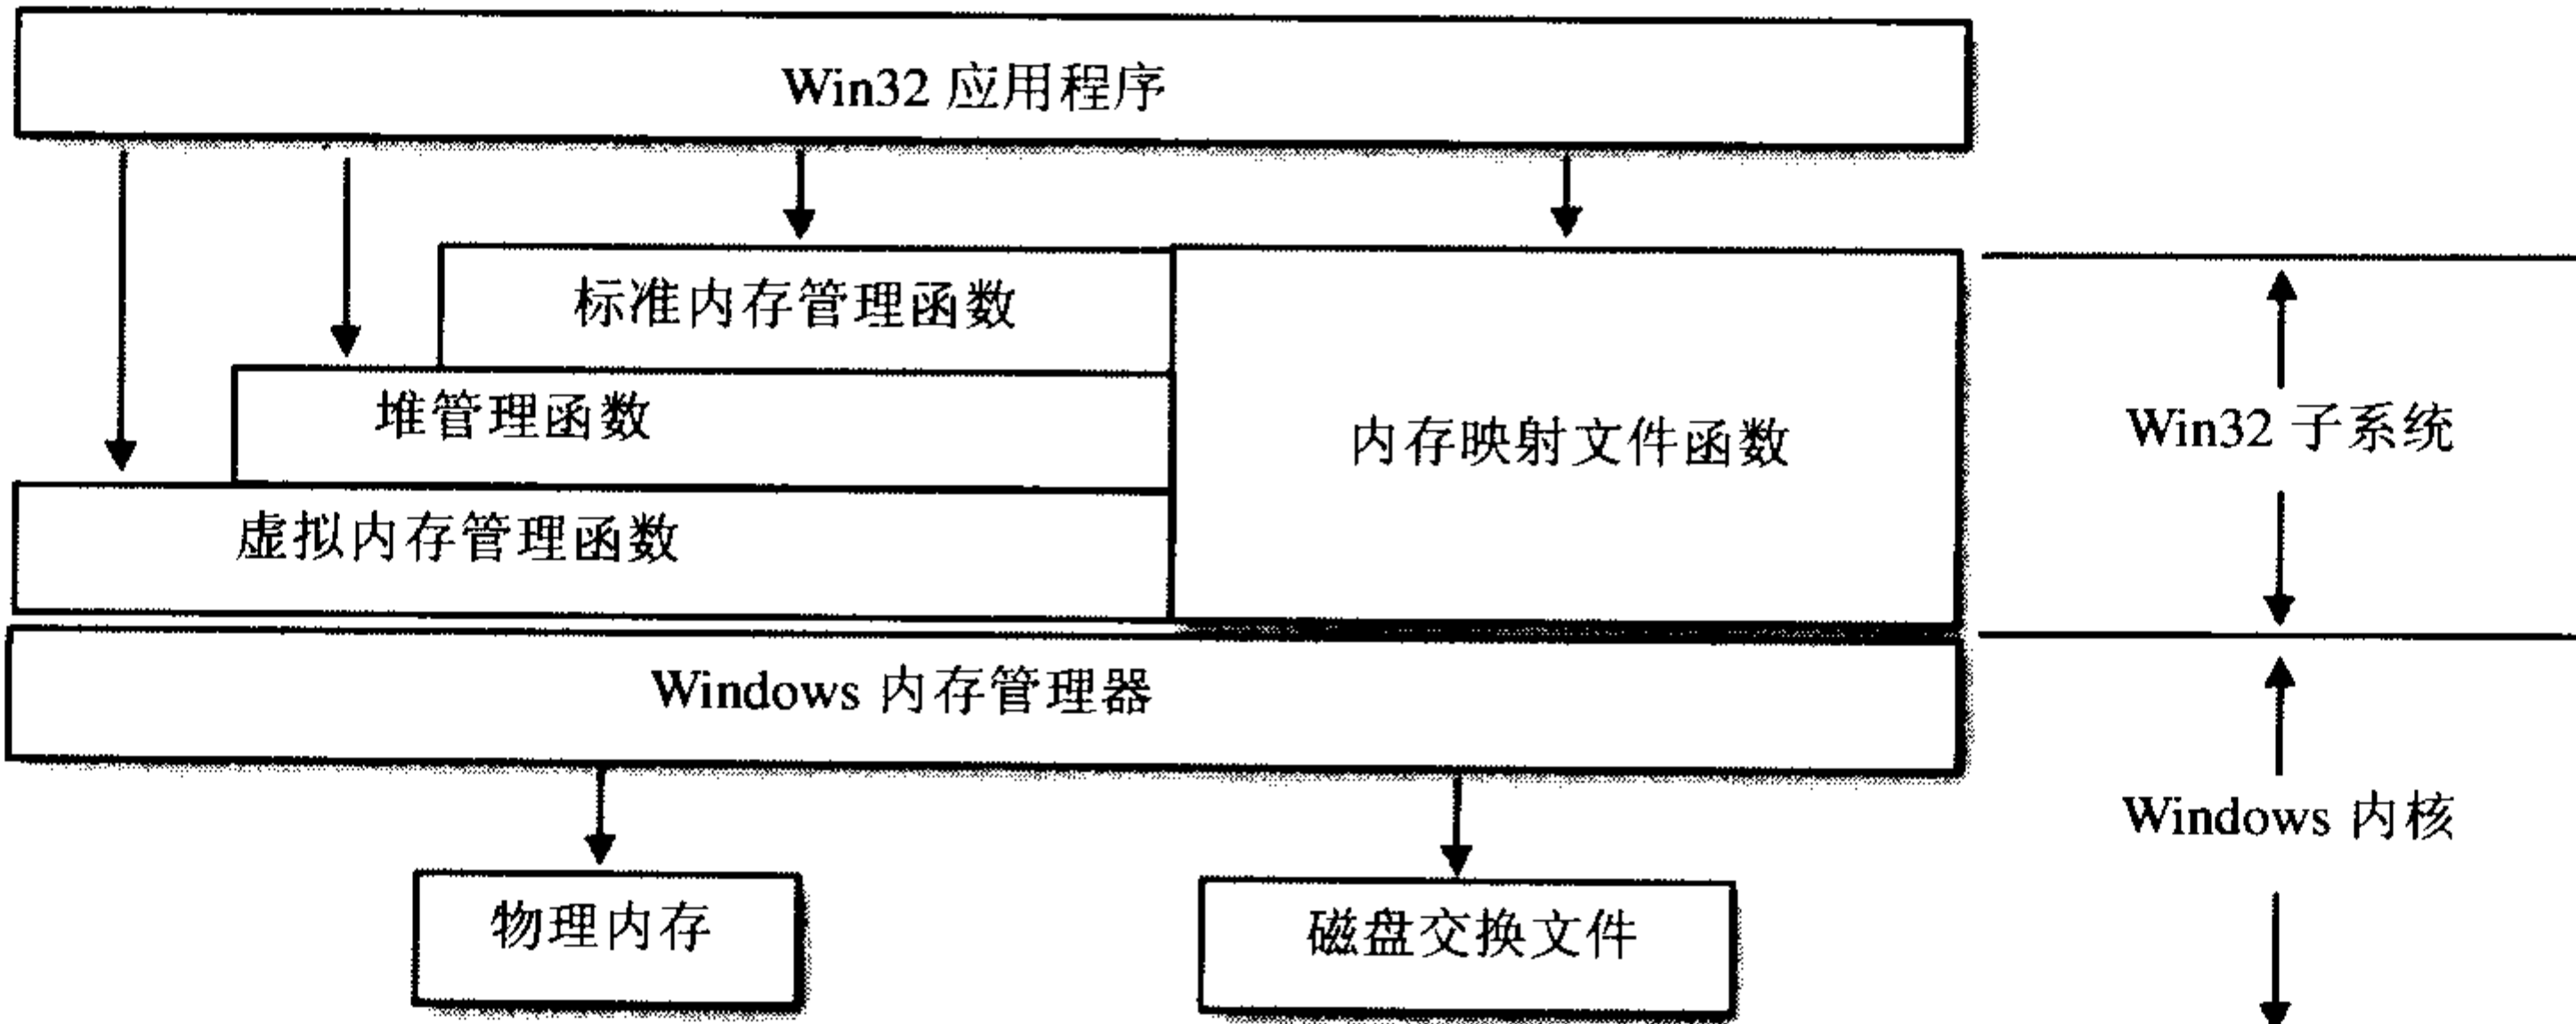 Win32 应用程序
标准内存管理函数
堆管理函数
内存映射文件函数
Win32 子系统
虚拟内存管理函数
Windows 内存管理器
Windows 内核
物理内存
磁盘交换文件